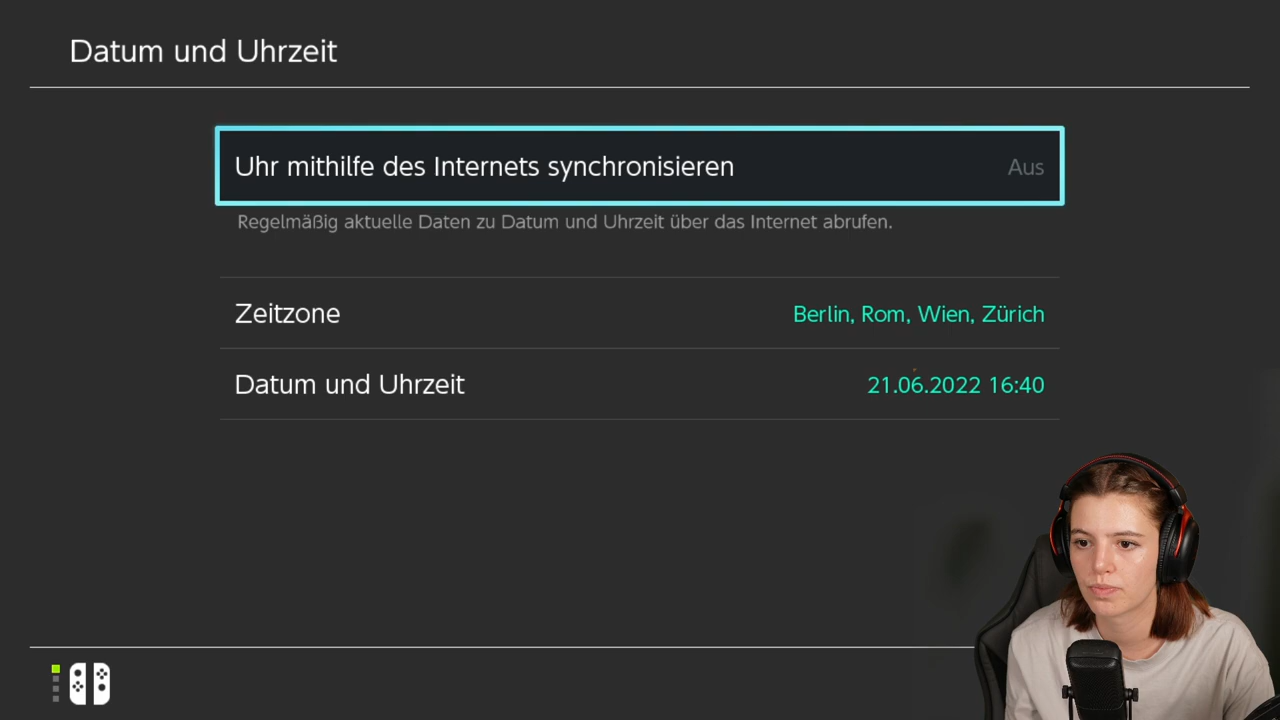 Datum und Uhrzeit
Uhr mithilfe des Internets synchronisieren Aus
Regelmäßig aktuelle Daten zu Datum und Uhrzeit über das Internet abrufen.
Zeitzone Berlin, Rom, Wien, Zürich
Datum und Uhrzeit 21.06.2022 16:40